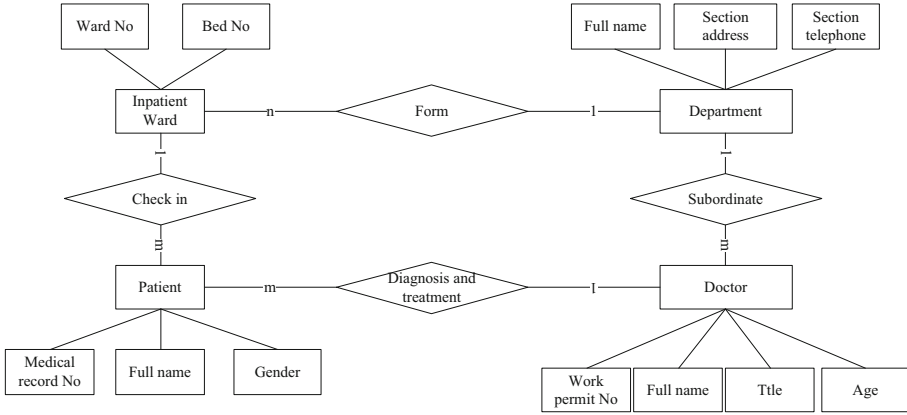 Ward No
Bed No
Full name
Section
address
Section
telephone
Inpatient
Ward
n
Form
1
Department
1
1
Check in
Subordinate
m
m
Patient
m
Diagnosis and
treatment
1
Doctor
Medical
record No
Full name
Gender
Work
permit No
Full name
Ttle
Age